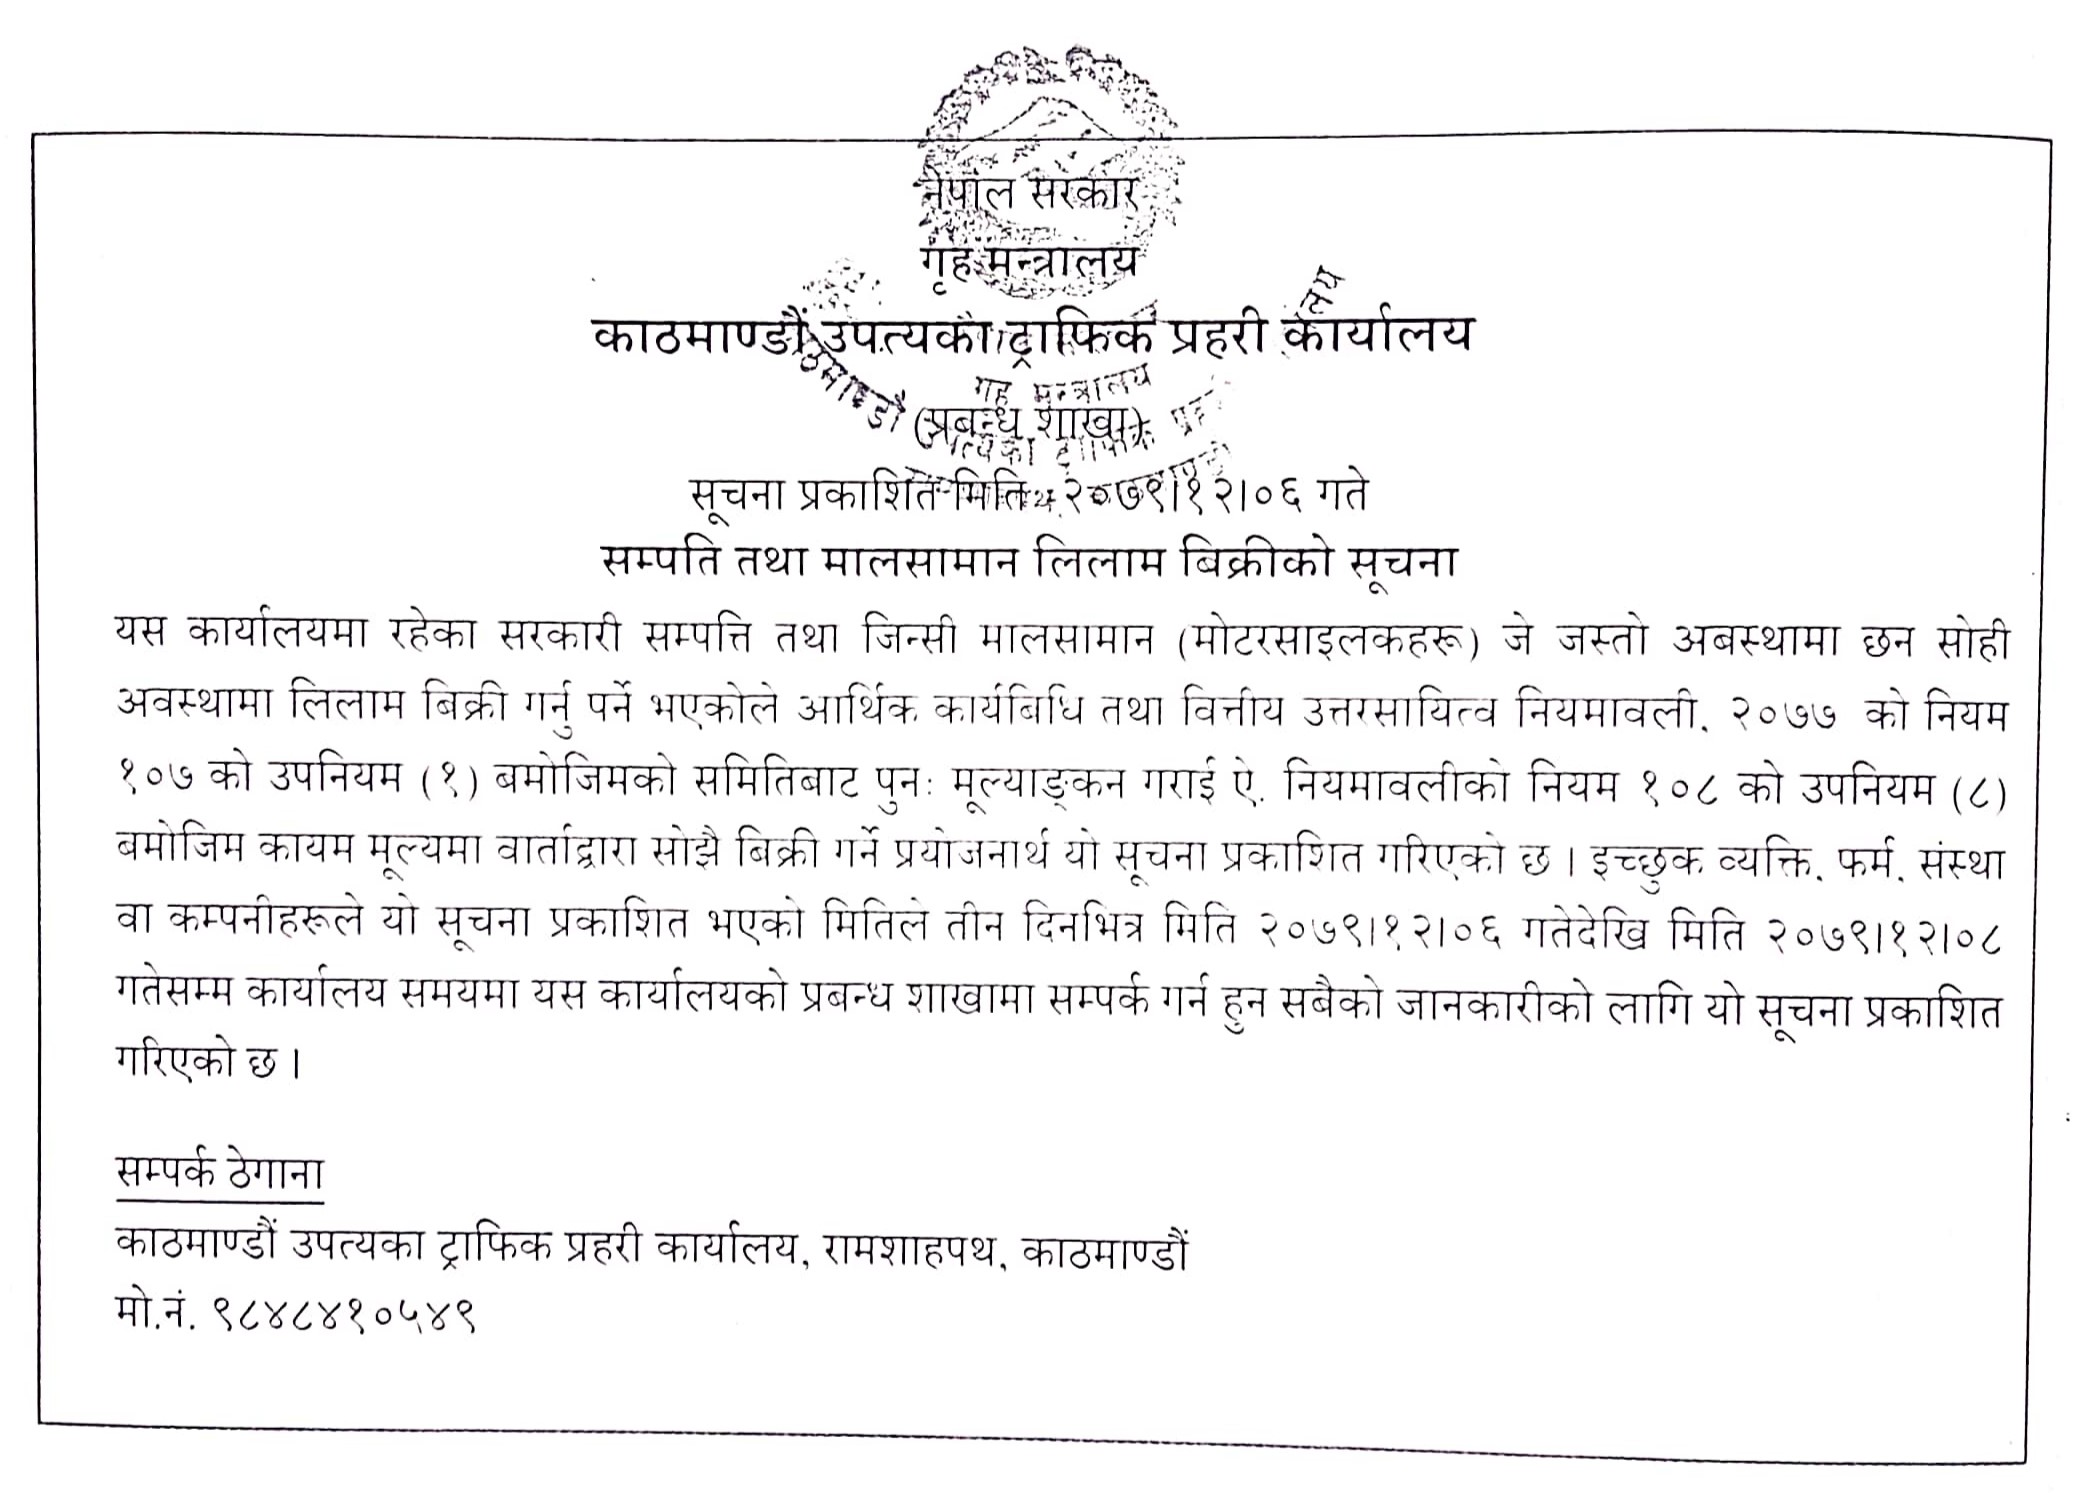 नेपाल सरकार
गृह मन्त्रालय
काठमाण्डौं उपत्यका ट्राफिक प्रहरी कार्यालय
गृह मन्त्रालय
(प्रबन्ध शाखा)
सूचना प्रकाशित मितिः २०७९।१२।०६ गते
सम्पति तथा मालसामान लिलाम बिक्रीको सूचना
यस कार्यालयमा रहेका सरकारी सम्पत्ति तथा जिन्सी मालसामान (मोटरसाइलकहरू) जे जस्तो अबस्थामा छन सोही
अवस्थामा लिलाम बिक्री गर्नु पर्ने भएकोले आर्थिक कार्यबिधि तथा वित्तीय उत्तरसायित्व नियमावली, २०७७ को नियम
१०७ को उपनियम (१) बमोजिमको समितिबाट पुनः मूल्याङ्कन गराई ऐ. नियमावलीको नियम १०८ को उपनियम (८)
बमोजिम कायम मूल्यमा वार्ताद्वारा सोझै बिक्री गर्ने प्रयोजनार्थ यो सूचना प्रकाशित गरिएको छ । इच्छुक व्यक्ति, फर्म, संस्था
वा कम्पनीहरूले यो सूचना प्रकाशित भएको मितिले तीन दिनभित्र मिति २०७९।१२।०६ गतेदेखि मिति २०७९।१२।०८
गतेसम्म कार्यालय समयमा यस कार्यालयको प्रबन्ध शाखामा सम्पर्क गर्न हुन सबैको जानकारीको लागि यो सूचना प्रकाशित
गरिएको छ ।
सम्पर्क ठेगाना
काठमाण्डौं उपत्यका ट्राफिक प्रहरी कार्यालय, रामशाहपथ, काठमाण्डौं
मो.नं. ९८४८४१०५४९